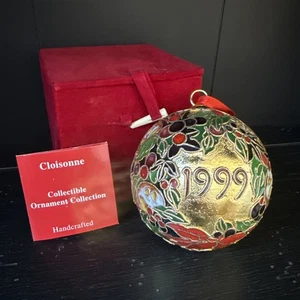 Cloisonne
Collectible
Ornament Collection
Handcrafted
1999